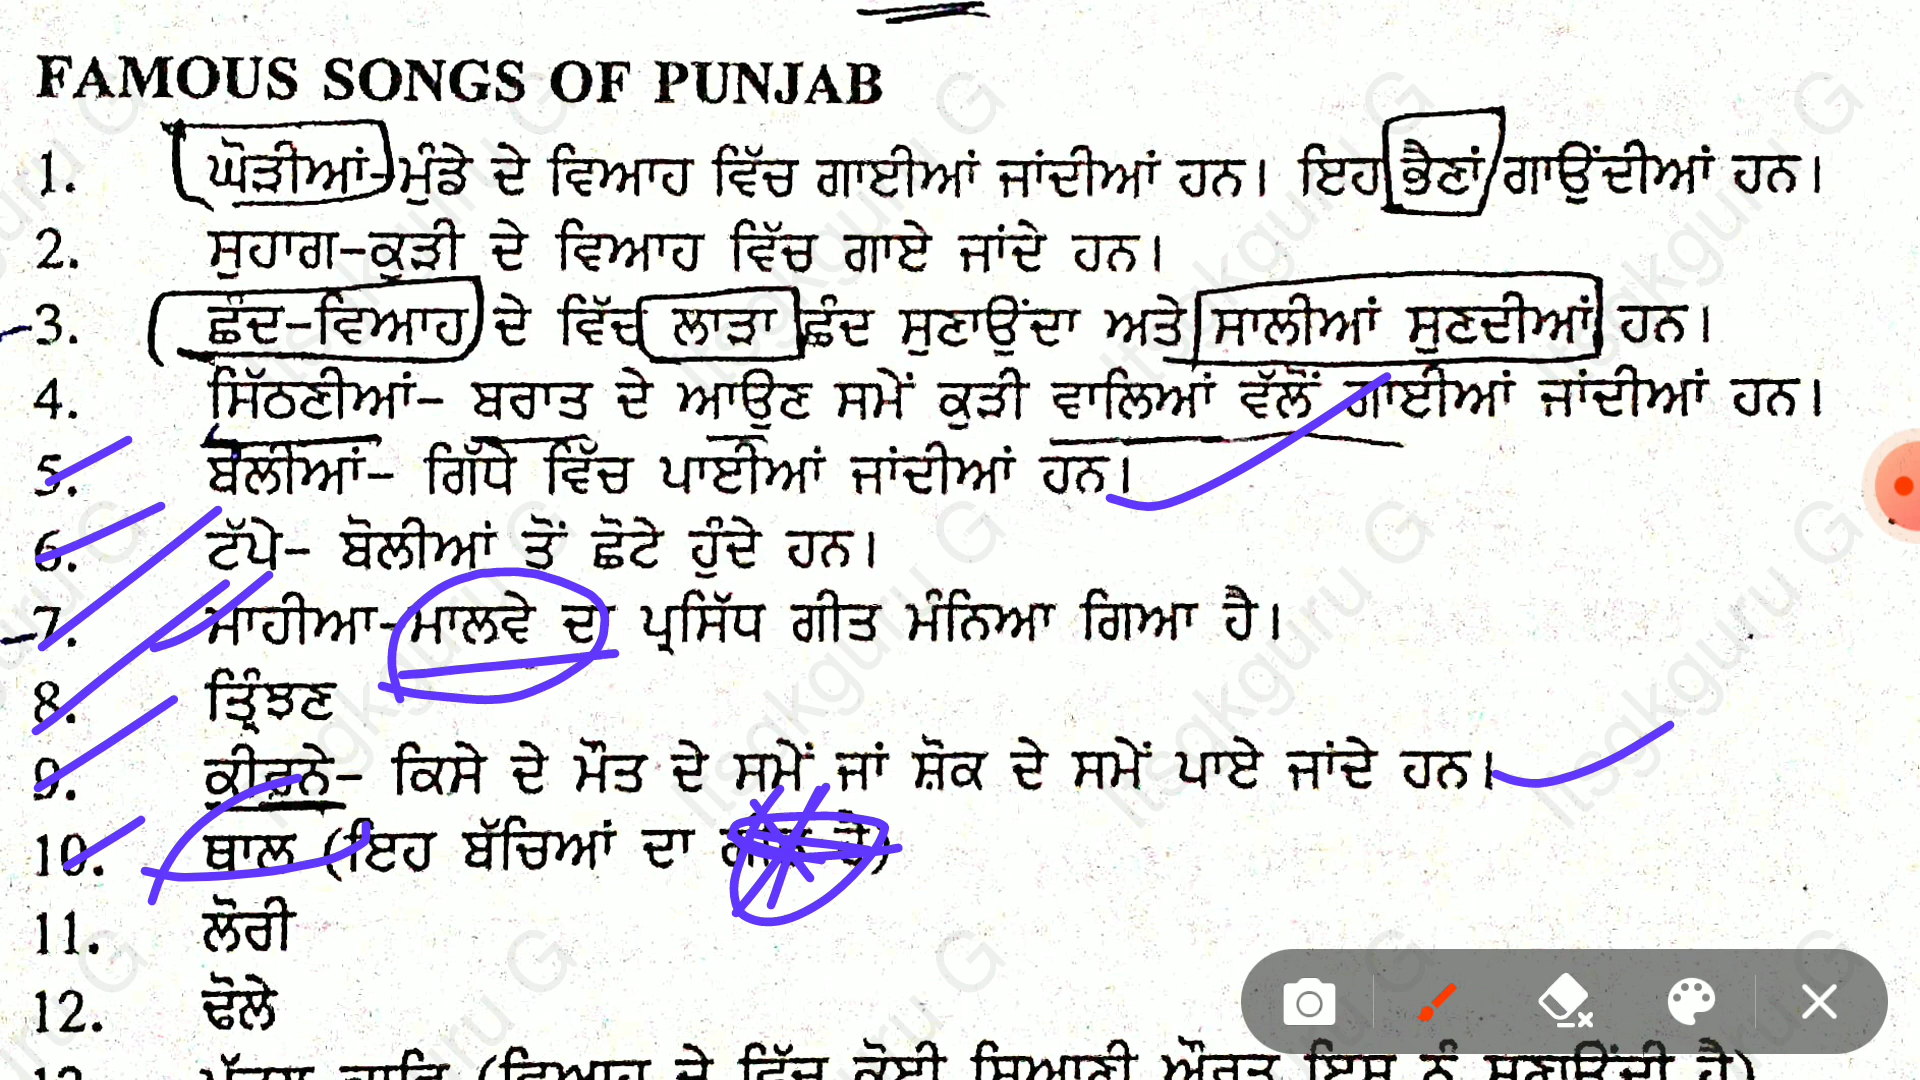 FAMOUS SONGS OF PUNJAB
1. ਘੋੜੀਆਂ-ਮੁੰਡੇ ਦੇ ਵਿਆਹ ਵਿੱਚ ਗਾਈਆਂ ਜਾਂਦੀਆਂ ਹਨ। ਇਹ ਭੈਣਾਂ ਗਾਉਂਦੀਆਂ ਹਨ।
2. ਸੁਹਾਗ-ਕੁੜੀ ਦੇ ਵਿਆਹ ਵਿੱਚ ਗਾਏ ਜਾਂਦੇ ਹਨ।
3. ਛੰਦ-ਵਿਆਹ ਦੇ ਵਿੱਚ ਲਾੜਾ ਛੰਦ ਸੁਣਾਉਂਦਾ ਅਤੇ ਸਾਲੀਆਂ ਸੁਣਦੀਆਂ ਹਨ।
4. ਸਿੱਠਣੀਆਂ- ਬਰਾਤ ਦੇ ਆਉਣ ਸਮੇਂ ਕੁੜੀ ਵਾਲਿਆਂ ਵੱਲੋਂ ਗਾਈਆਂ ਜਾਂਦੀਆਂ ਹਨ।
5. ਬੋਲੀਆਂ- ਗਿੱਧੇ ਵਿੱਚ ਪਾਈਆਂ ਜਾਂਦੀਆਂ ਹਨ।
6. ਟੱਪੇ- ਬੋਲੀਆਂ ਤੋਂ ਛੋਟੇ ਹੁੰਦੇ ਹਨ।
7. ਮਾਹੀਆ-ਮਾਲਵੇ ਦਾ ਪ੍ਰਸਿੱਧ ਗੀਤ ਮੰਨਿਆ ਗਿਆ ਹੈ।
8. ਤ੍ਰਿੰਝਣ
9. ਕੀਰਨੇ- ਕਿਸੇ ਦੇ ਮੌਤ ਦੇ ਸਮੇਂ ਜਾਂ ਸ਼ੋਕ ਦੇ ਸਮੇਂ ਪਾਏ ਜਾਂਦੇ ਹਨ।
10. ਥਾਲ (ਇਹ ਬੱਚਿਆਂ ਦਾ ਗੀਤ ਹੈ)
11. ਲੋਰੀ
12. ਢੋਲੇ